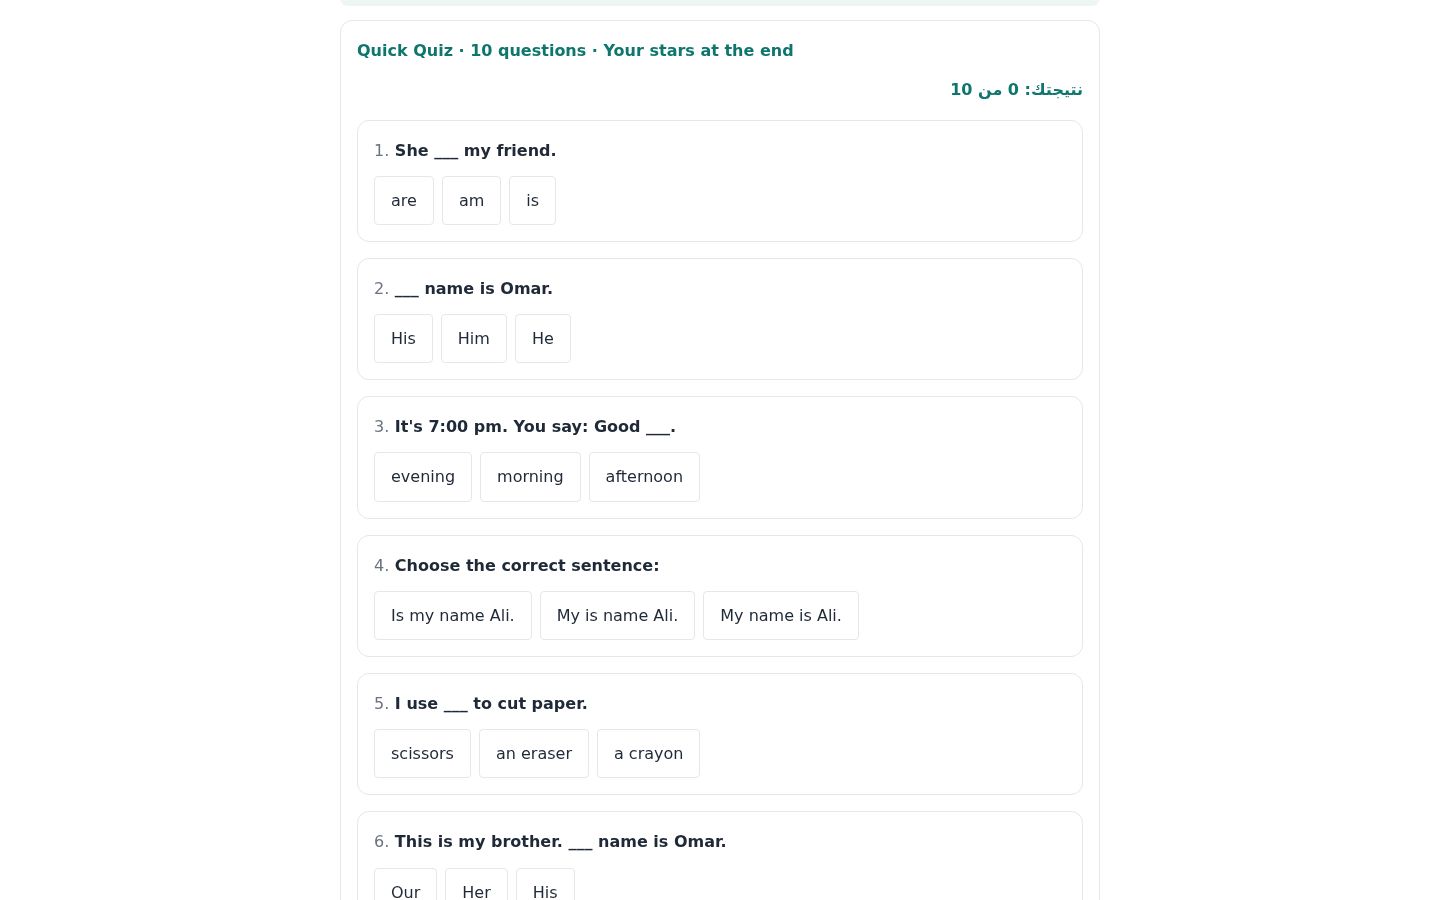 Quick Quiz · 10 questions · Your stars at the end
نتيجتك: 0 من 10
1. She ___ my friend.
are am is
2. ___ name is Omar.
His Him He
3. It's 7:00 pm. You say: Good ___.
evening morning afternoon
4. Choose the correct sentence:
Is my name Ali. My is name Ali. My name is Ali.
5. I use ___ to cut paper.
scissors an eraser a crayon
6. This is my brother. ___ name is Omar.
Our Her His